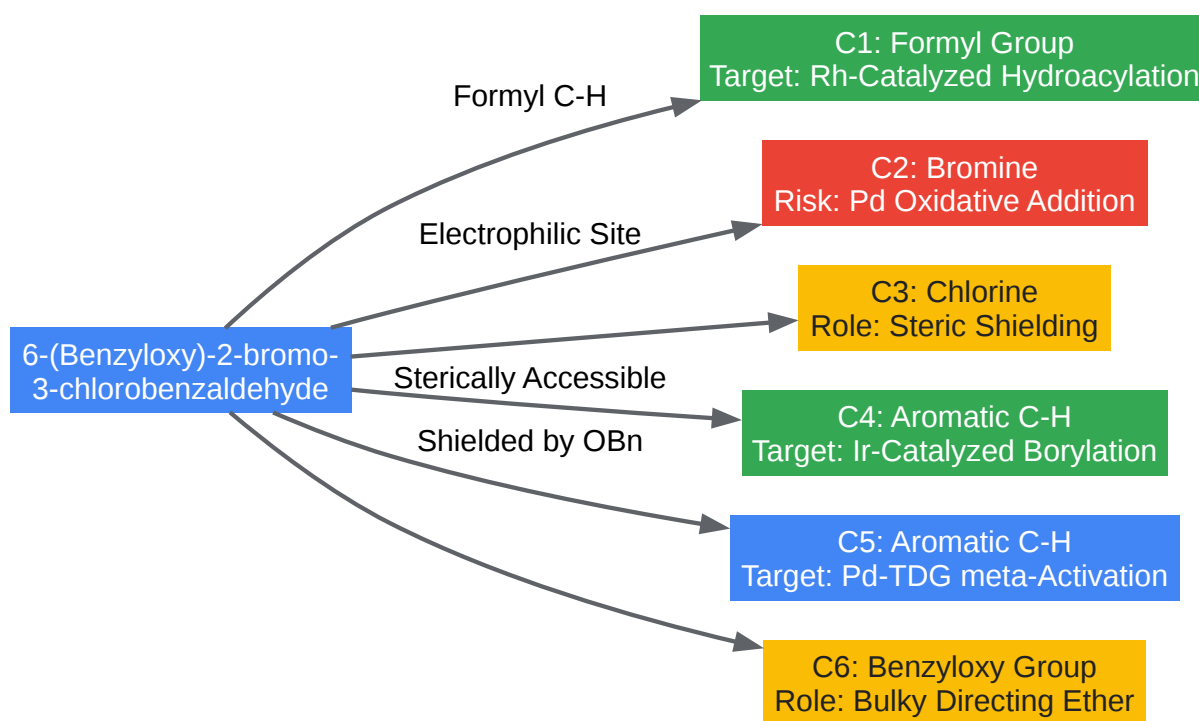 C1: Formyl Group
Target: Rh-Catalyzed Hydroacylation
Formyl C-H
C2: Bromine
Risk: Pd Oxidative Addition
Electrophilic Site
C3: Chlorine
Role: Steric Shielding
6-(Benzyloxy)-2-bromo-
3-chlorobenzaldehyde
Sterically Accessible
C4: Aromatic C-H
Target: Ir-Catalyzed Borylation
Shielded by OBn
C5: Aromatic C-H
Target: Pd-TDG meta-Activation
C6: Benzyloxy Group
Role: Bulky Directing Ether